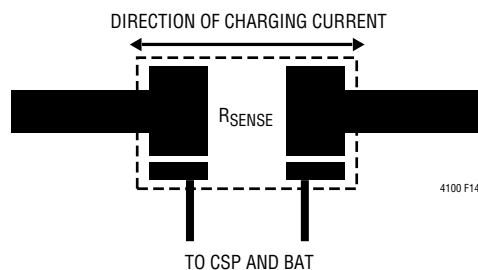 DIRECTION OF CHARGING CURRENT
RSENSE
4100 F14
TO CSP AND BAT